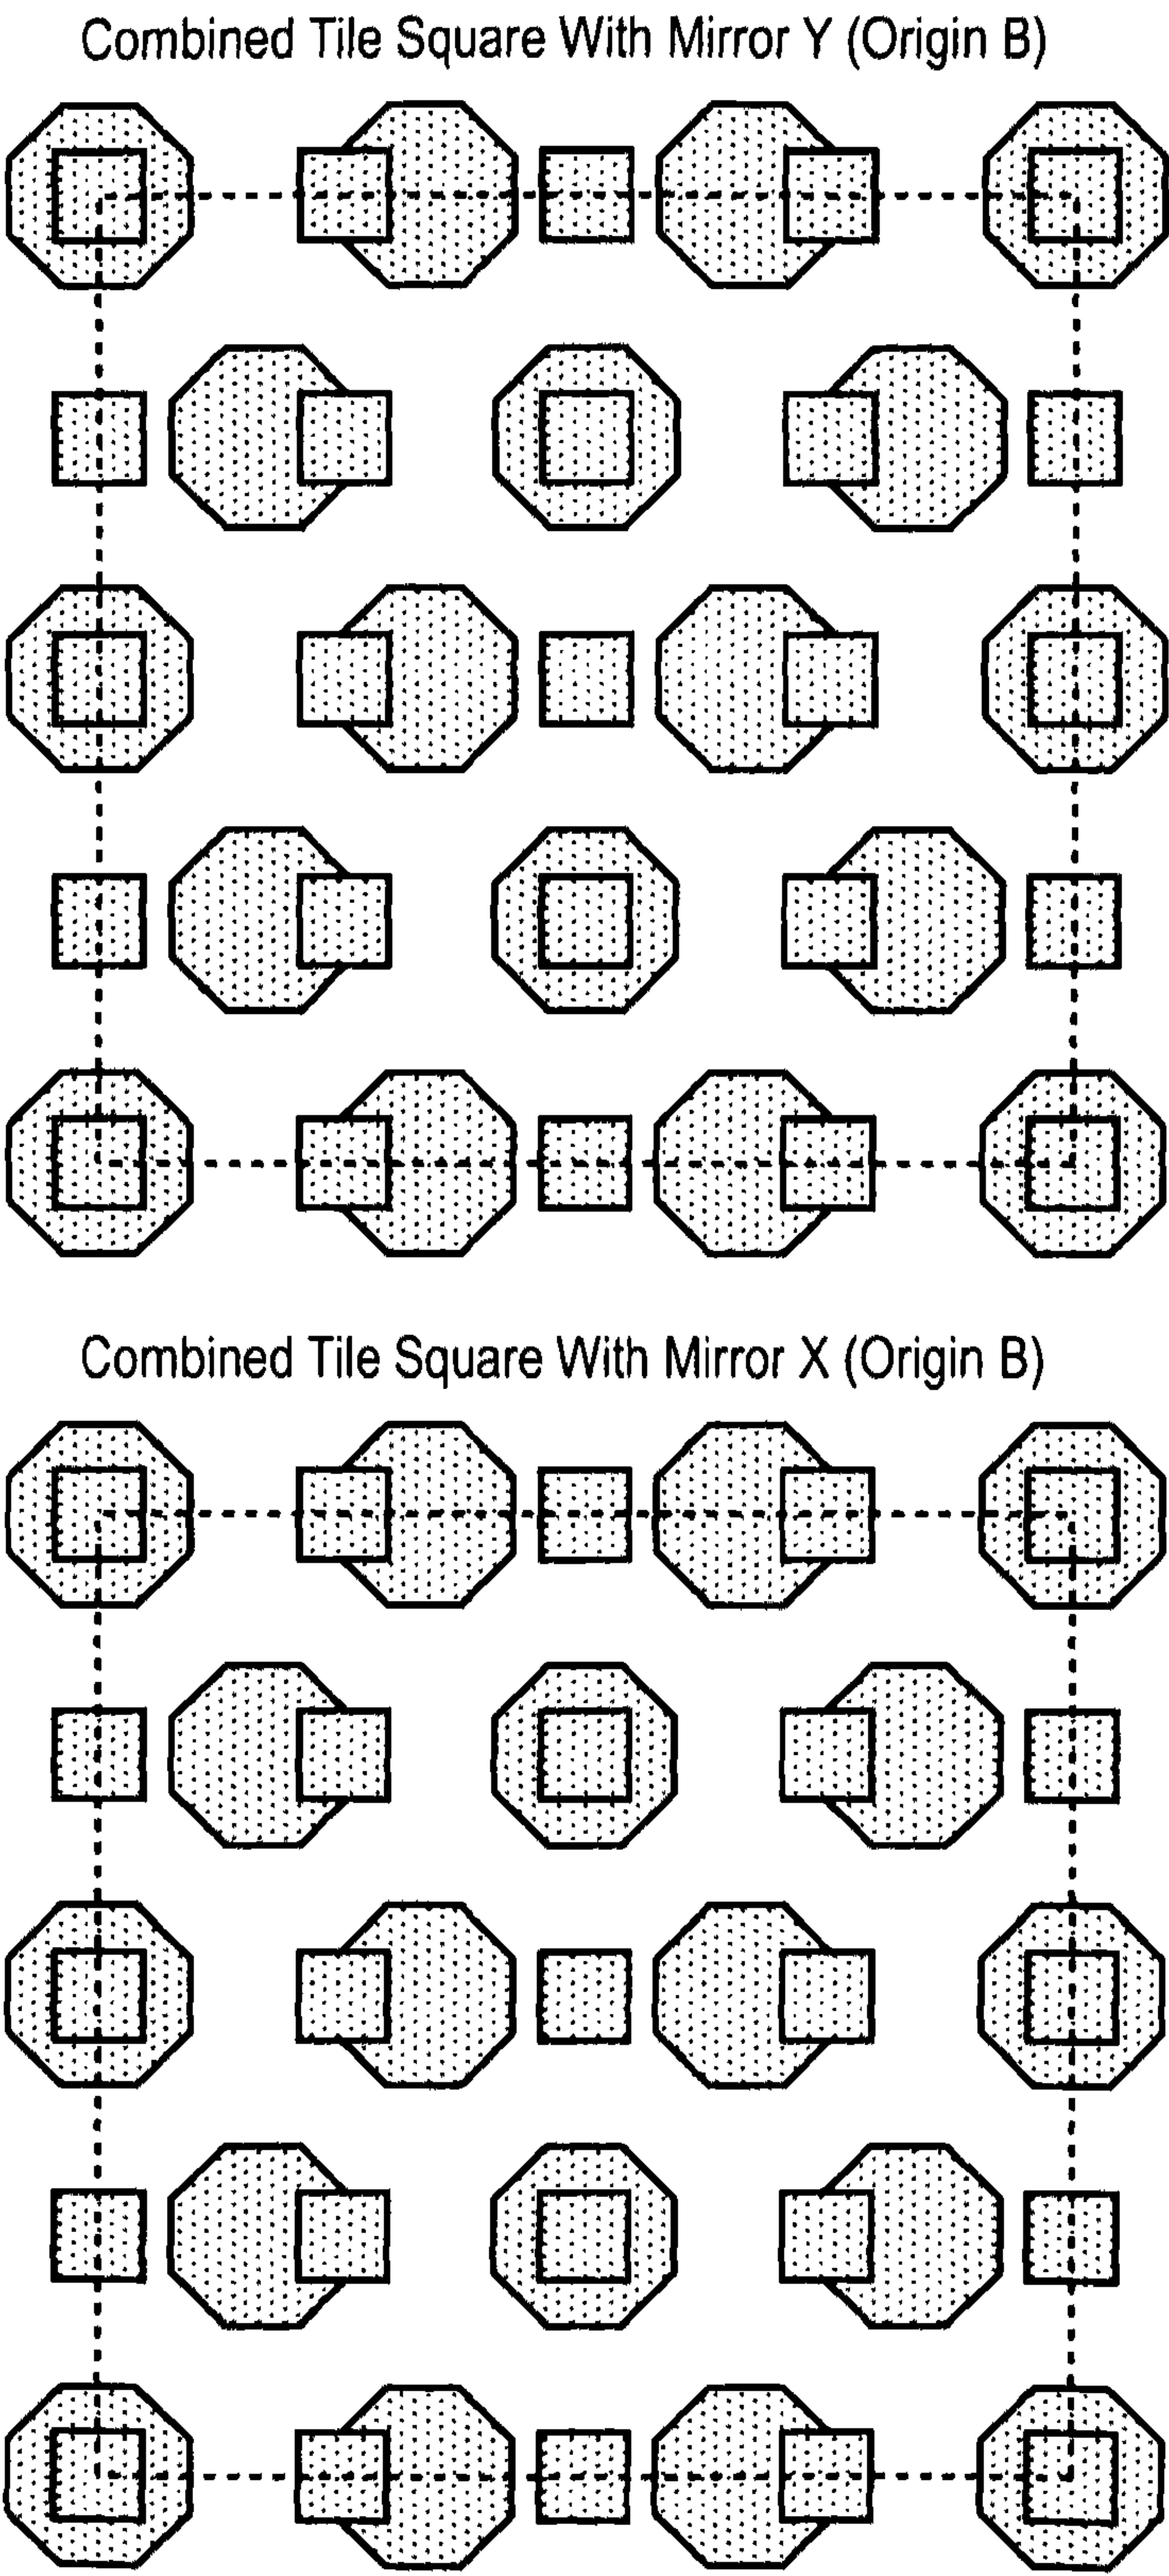 Combined Tile Square With Mirror Y (Origin B)
Combined Tile Square With Mirror X (Origin B)